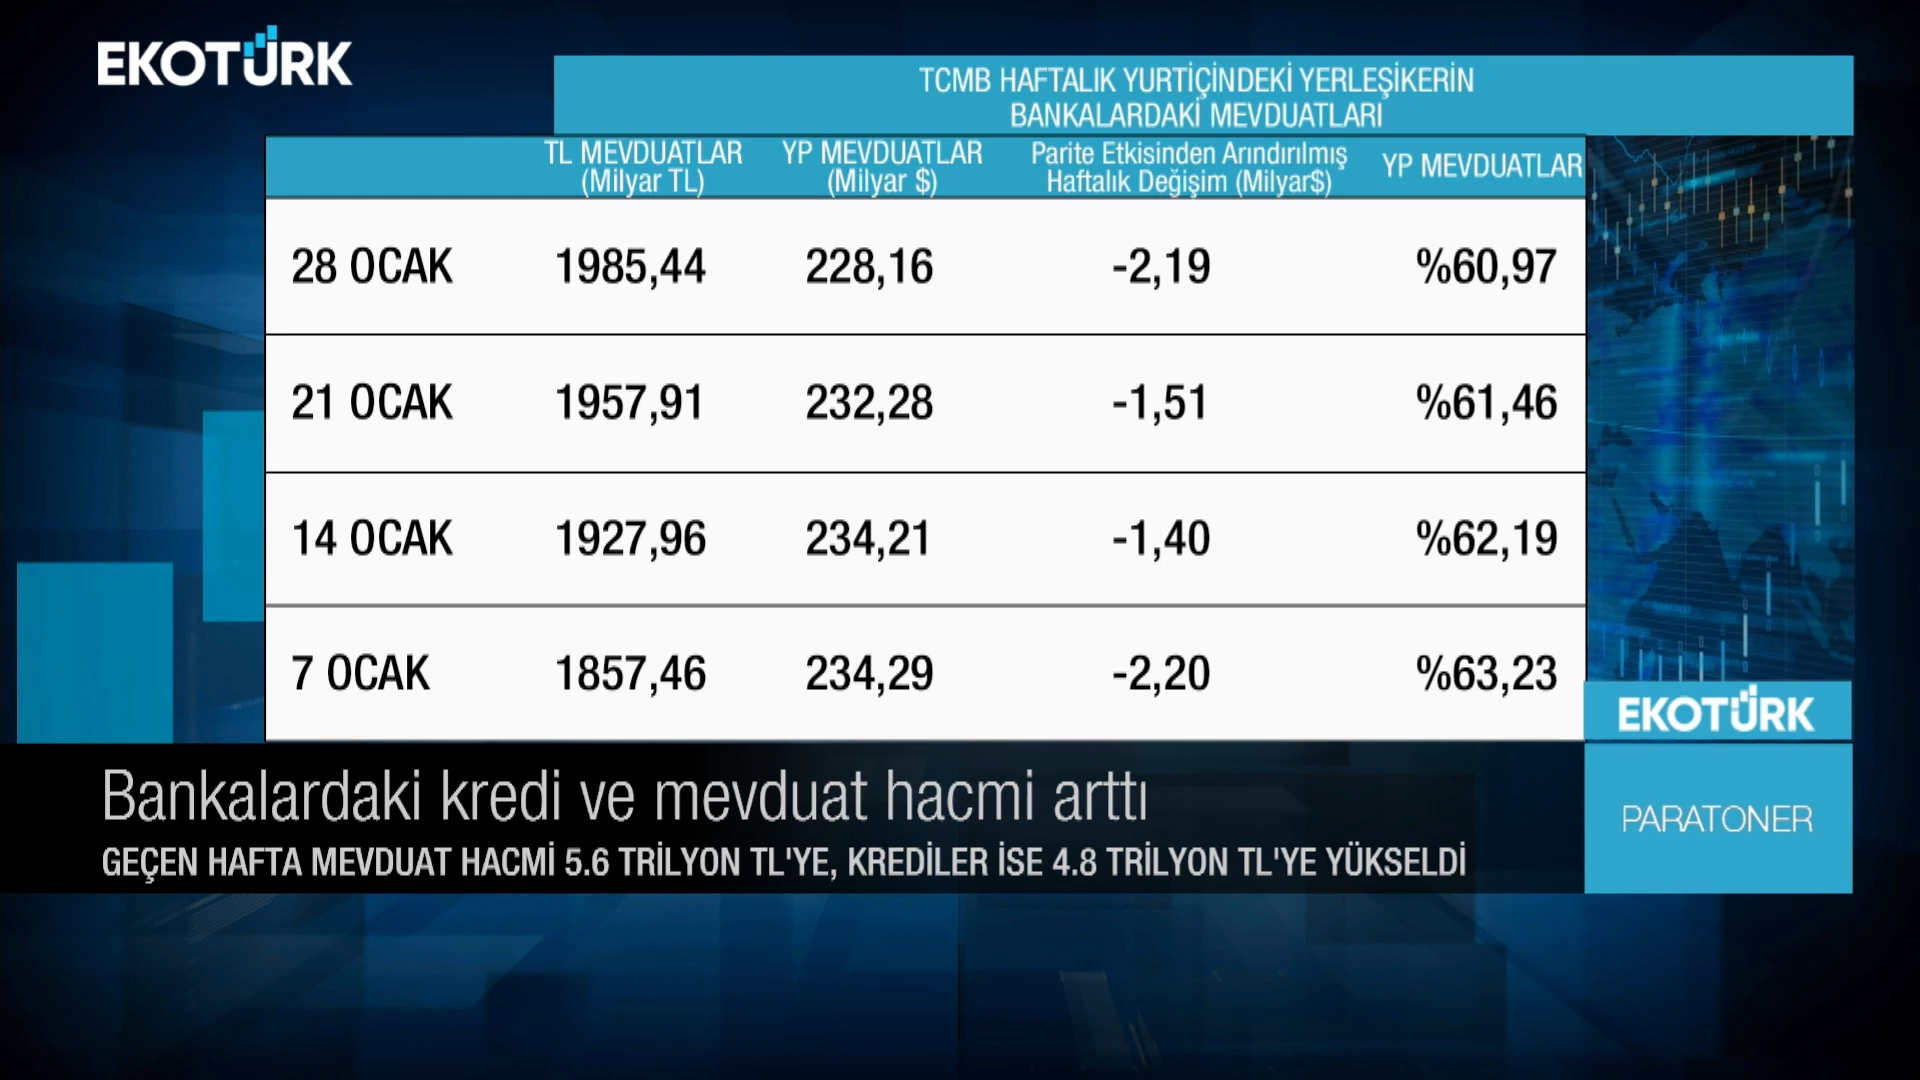 EKOTÜRK
TCMB HAFTALIK YURTİÇİNDEKİ YERLEŞİKERİN
BANKALARDAKİ MEVDUATLARI
TL MEVDUATLAR
(Milyar TL)
YP MEVDUATLAR
(Milyar $)
Parite Etkisinden Arındırılmış
Haftalık Değişim (Milyar$)
YP MEVDUATLAR
28 OCAK 1985,44 228,16 -2,19 %60,97
21 OCAK 1957,91 232,28 -1,51 %61,46
14 OCAK 1927,96 234,21 -1,40 %62,19
7 OCAK 1857,46 234,29 -2,20 %63,23
EKOTÜRK
Bankalardaki kredi ve mevduat hacmi arttı
GEÇEN HAFTA MEVDUAT HACMİ 5.6 TRİLYON TL'YE, KREDİLER İSE 4.8 TRİLYON TL'YE YÜKSELDİ
PARATONER